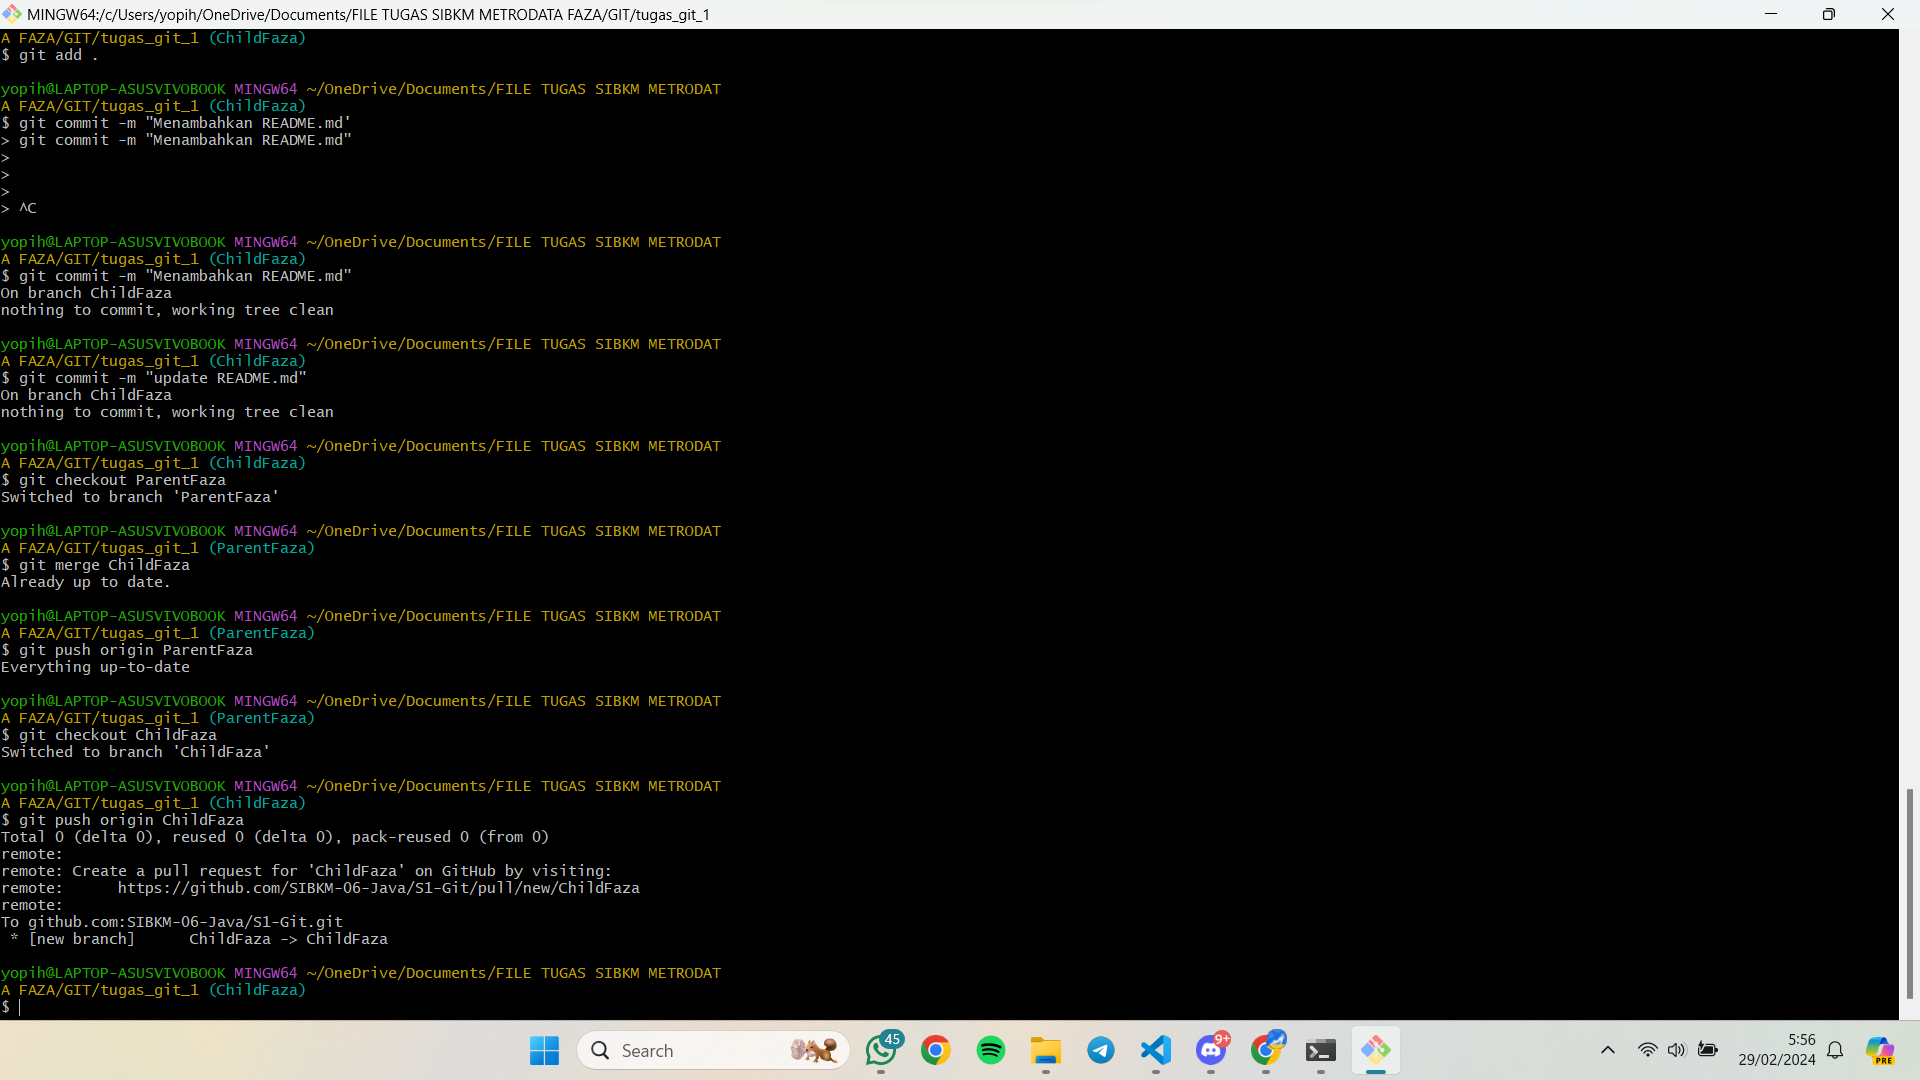 MINGW64:/c/Users/yopih/OneDrive/Documents/FILE TUGAS SIBKM METRODATA FAZA/GIT/tugas_git_1
A FAZA/GIT/tugas_git_1 (ChildFaza)
$ git add .
yopih@LAPTOP-ASUSVIVOBOOK MINGW64 ~/OneDrive/Documents/FILE TUGAS SIBKM METRODAT
A FAZA/GIT/tugas_git_1 (ChildFaza)
$ git commit -m "Menambahkan README.md'
> git commit -m "Menambahkan README.md"
>
>
>
> ^C
yopih@LAPTOP-ASUSVIVOBOOK MINGW64 ~/OneDrive/Documents/FILE TUGAS SIBKM METRODAT
A FAZA/GIT/tugas_git_1 (ChildFaza)
$ git commit -m "Menambahkan README.md"
On branch ChildFaza
nothing to commit, working tree clean
yopih@LAPTOP-ASUSVIVOBOOK MINGW64 ~/OneDrive/Documents/FILE TUGAS SIBKM METRODAT
A FAZA/GIT/tugas_git_1 (ChildFaza)
$ git commit -m "update README.md"
On branch ChildFaza
nothing to commit, working tree clean
yopih@LAPTOP-ASUSVIVOBOOK MINGW64 ~/OneDrive/Documents/FILE TUGAS SIBKM METRODAT
A FAZA/GIT/tugas_git_1 (ChildFaza)
$ git checkout ParentFaza
Switched to branch 'ParentFaza'
yopih@LAPTOP-ASUSVIVOBOOK MINGW64 ~/OneDrive/Documents/FILE TUGAS SIBKM METRODAT
A FAZA/GIT/tugas_git_1 (ParentFaza)
$ git merge ChildFaza
Already up to date.
yopih@LAPTOP-ASUSVIVOBOOK MINGW64 ~/OneDrive/Documents/FILE TUGAS SIBKM METRODAT
A FAZA/GIT/tugas_git_1 (ParentFaza)
$ git push origin ParentFaza
Everything up-to-date
yopih@LAPTOP-ASUSVIVOBOOK MINGW64 ~/OneDrive/Documents/FILE TUGAS SIBKM METRODAT
A FAZA/GIT/tugas_git_1 (ParentFaza)
$ git checkout ChildFaza
Switched to branch 'ChildFaza'
yopih@LAPTOP-ASUSVIVOBOOK MINGW64 ~/OneDrive/Documents/FILE TUGAS SIBKM METRODAT
A FAZA/GIT/tugas_git_1 (ChildFaza)
$ git push origin ChildFaza
Total 0 (delta 0), reused 0 (delta 0), pack-reused 0 (from 0)
remote:
remote: Create a pull request for 'ChildFaza' on GitHub by visiting:
remote:      https://github.com/SIBKM-06-Java/S1-Git/pull/new/ChildFaza
remote:
To github.com:SIBKM-06-Java/S1-Git.git
 * [new branch]      ChildFaza -> ChildFaza
yopih@LAPTOP-ASUSVIVOBOOK MINGW64 ~/OneDrive/Documents/FILE TUGAS SIBKM METRODAT
A FAZA/GIT/tugas_git_1 (ChildFaza)
$
Search
45
9+
5:56
29/02/2024
PRE